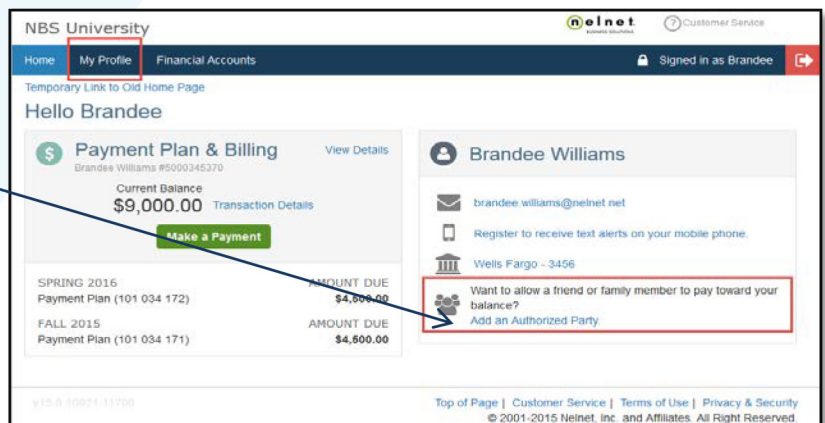 NBS University
nelnet
BUSINESS SOLUTIONS
Customer Service
Home My Profile Financial Accounts
Signed in as Brandee
Temporary Link to Old Home Page
Hello Brandee
Payment Plan & Billing View Details
Brandee Williams #5000345370
Current Balance
$9,000.00 Transaction Details
Make a Payment
SPRING 2016 AMOUNT DUE
Payment Plan (101 034 172) $4,500.00
FALL 2015 AMOUNT DUE
Payment Plan (101 034 171) $4,500.00
Brandee Williams
brandee.williams@nelnet.net
Register to receive text alerts on your mobile phone.
Wells Fargo - 3456
Want to allow a friend or family member to pay toward your
balance?
Add an Authorized Party.
Top of Page | Customer Service | Terms of Use | Privacy & Security
© 2001-2015 Nelnet, Inc. and Affiliates. All Right Reserved.